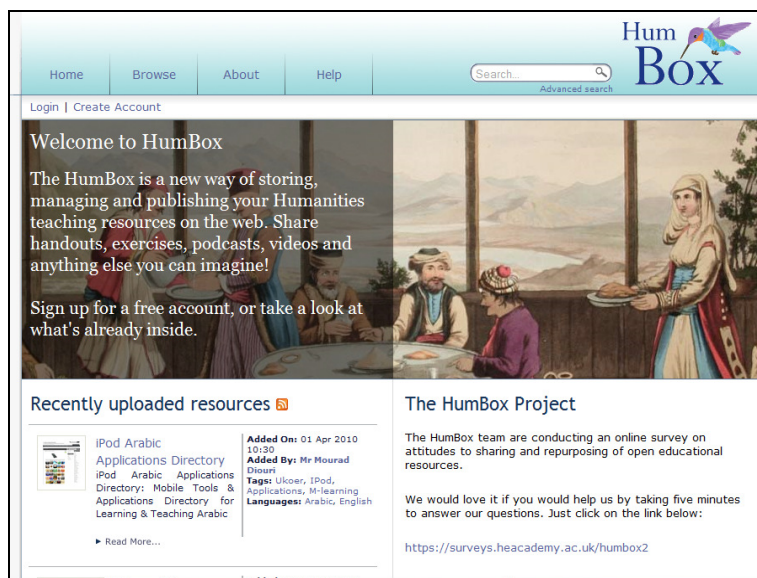 Hum
Box
Home
Browse
About
Help
Search...
Advanced search
Login | Create Account
Welcome to HumBox
The HumBox is a new way of storing,
managing and publishing your Humanities
teaching resources on the web. Share
handouts, exercises, podcasts, videos and
anything else you can imagine!
Sign up for a free account, or take a look at
what's already inside.
Recently uploaded resources
iPod Arabic
Applications Directory
iPod Arabic Applications
Directory: Mobile Tools &
Applications Directory for
Learning & Teaching Arabic
Read More...
Added On: 01 Apr 2010
10:30
Added By: Mr Mourad
Diouri
Tags: Ukoer, IPod,
Applications, M-learning
Languages: Arabic, English
The HumBox Project
The HumBox team are conducting an online survey on
attitudes to sharing and repurposing of open educational
resources.
We would love it if you would help us by taking five minutes
to answer our questions. Just click on the link below:
https://surveys.heacademy.ac.uk/humbox2